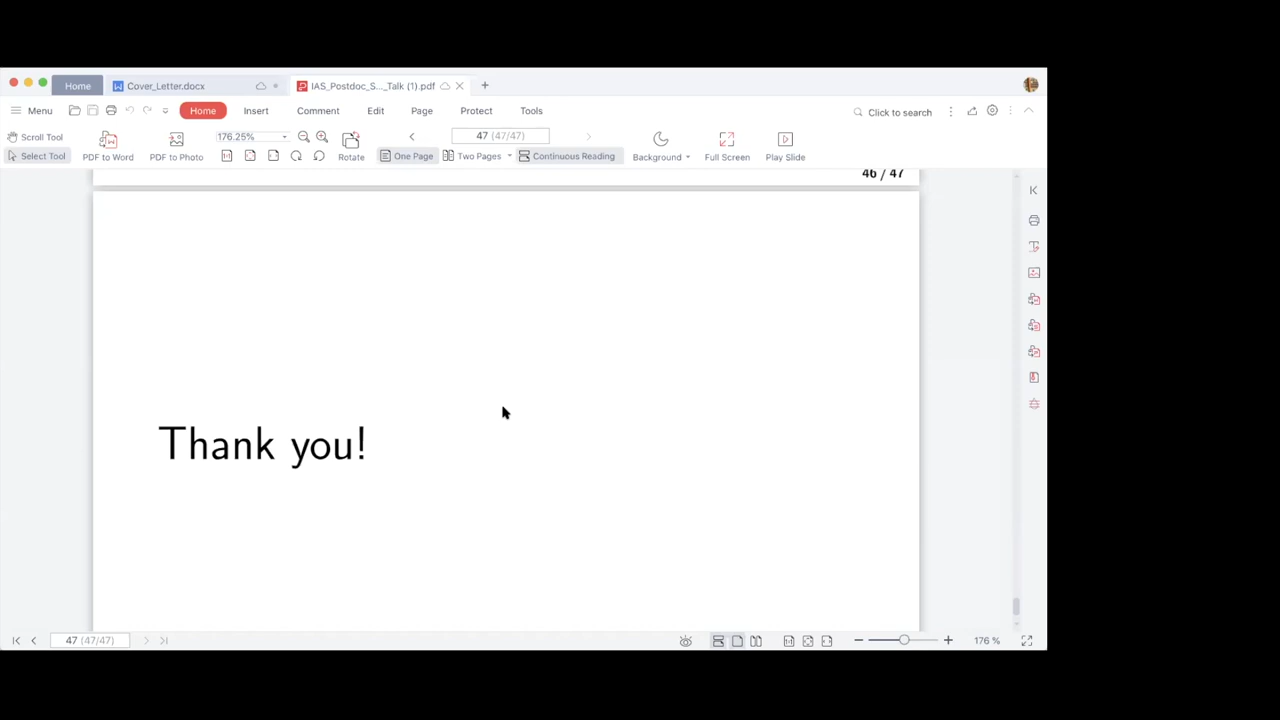 Home
Cover_Letter.docx
IAS_Postdoc_S..._Talk (1).pdf
Menu
Home
Insert
Comment
Edit
Page
Protect
Tools
Click to search
Scroll Tool
Select Tool
PDF to Word
PDF to Photo
176.25%
Rotate
47 (47/47)
One Page
Two Pages
Continuous Reading
Background
Full Screen
Play Slide
46 / 47
Thank you!
47 (47/47)
176 %